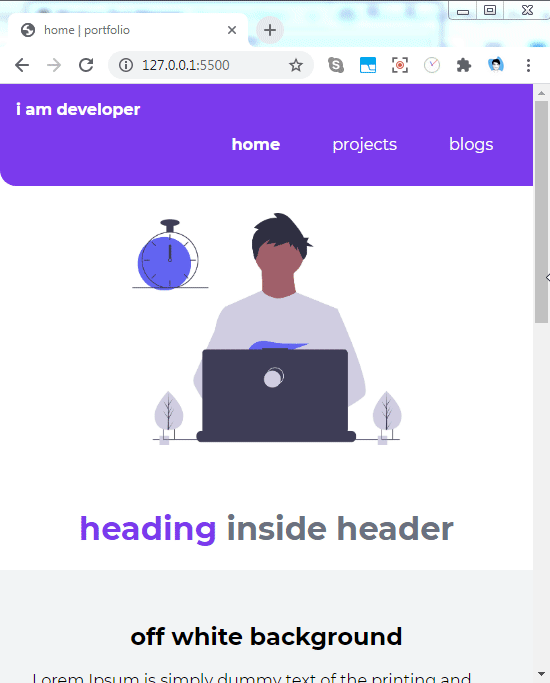 home | portfolio
127.0.0.1:5500
i am developer
home projects blogs
heading inside header
off white background
Lorem Ipsum is simply dummy text of the printing and